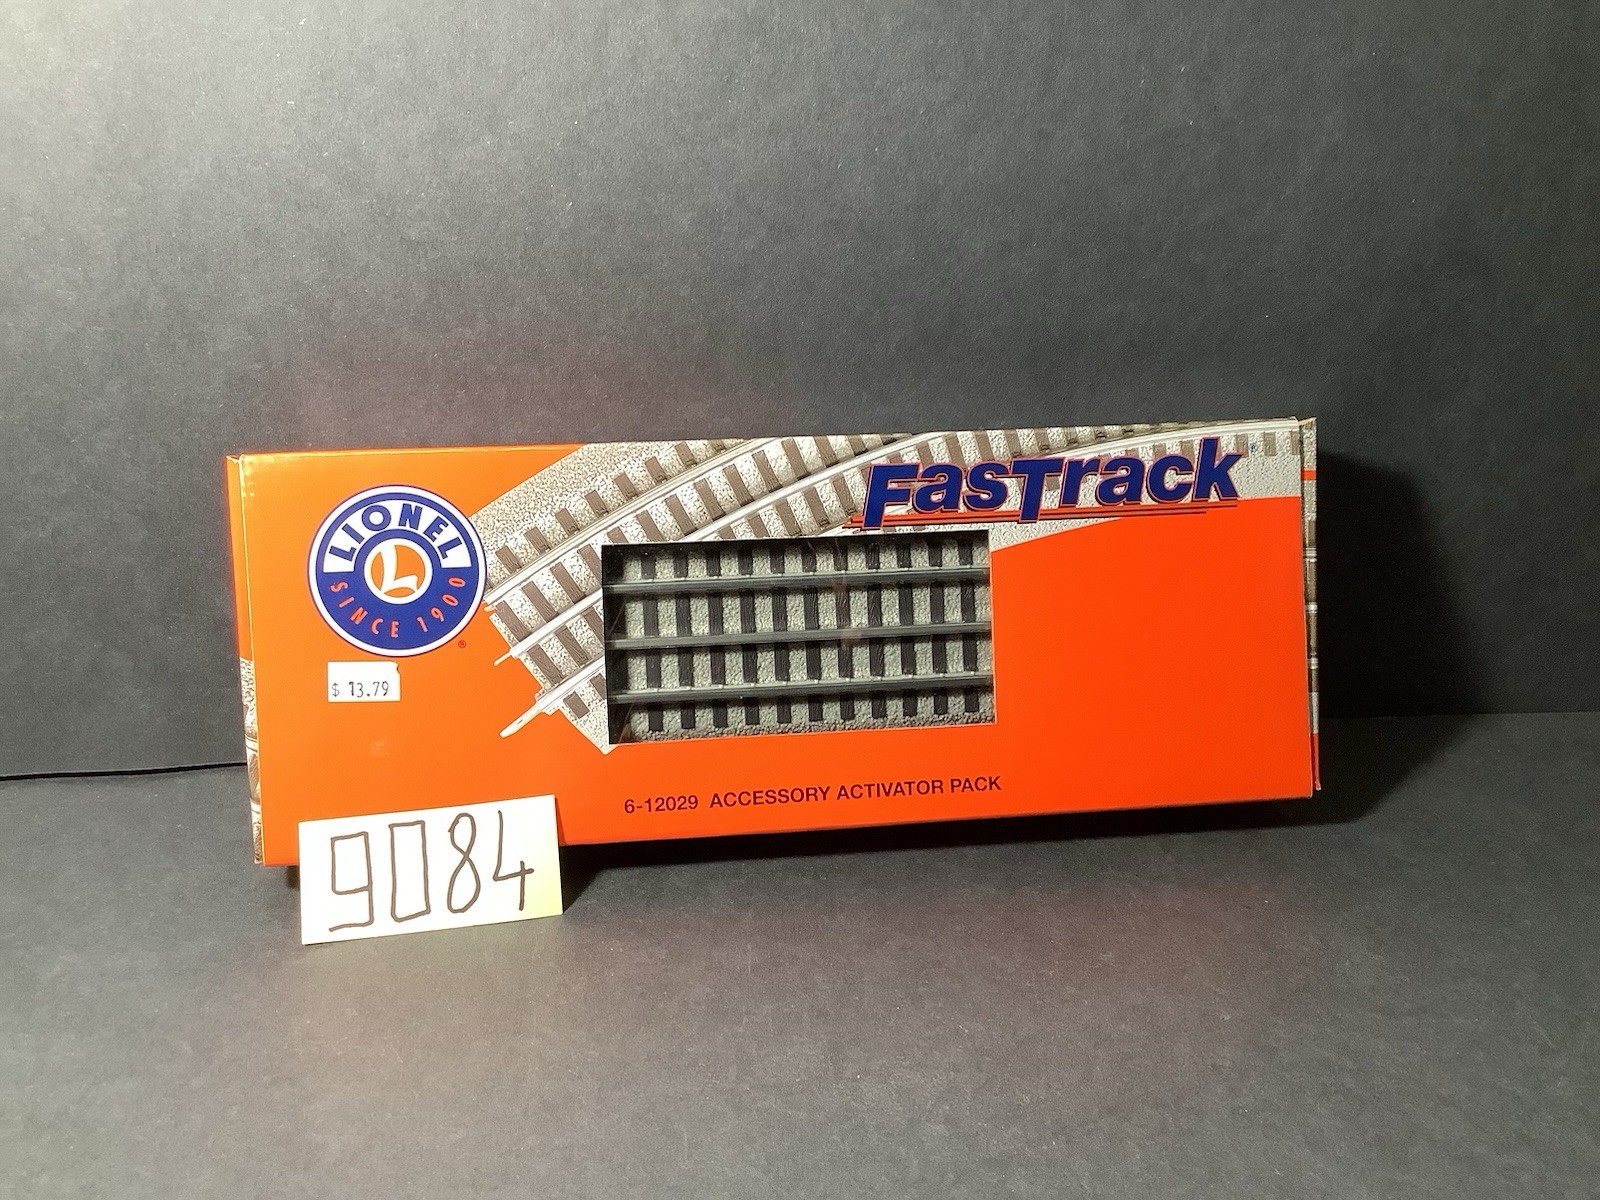 FasTrack
®
LIONEL
L
SINCE 1900
®
$ 13.79
6-12029 ACCESSORY ACTIVATOR PACK
9084